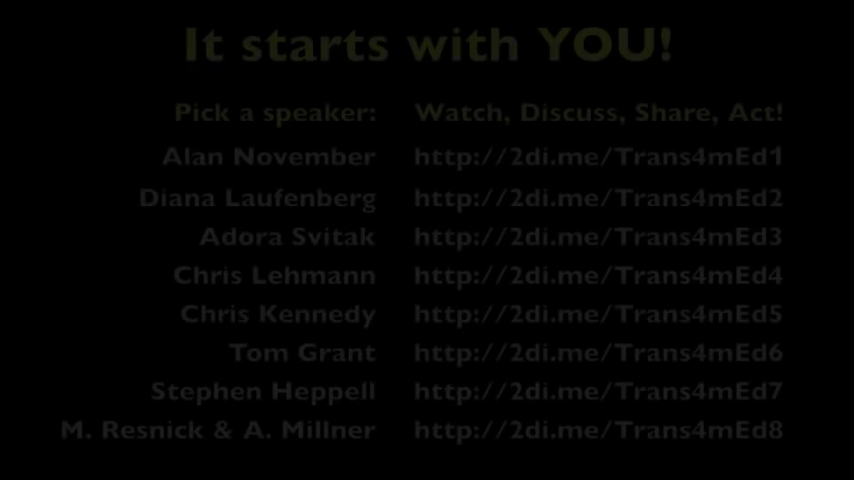 It starts with YOU!
Pick a speaker: Watch, Discuss, Share, Act!
Alan November http://2di.me/Trans4mEd1
Diana Laufenberg http://2di.me/Trans4mEd2
Adora Svitak http://2di.me/Trans4mEd3
Chris Lehmann http://2di.me/Trans4mEd4
Chris Kennedy http://2di.me/Trans4mEd5
Tom Grant http://2di.me/Trans4mEd6
Stephen Heppell http://2di.me/Trans4mEd7
M. Resnick & A. Millner http://2di.me/Trans4mEd8